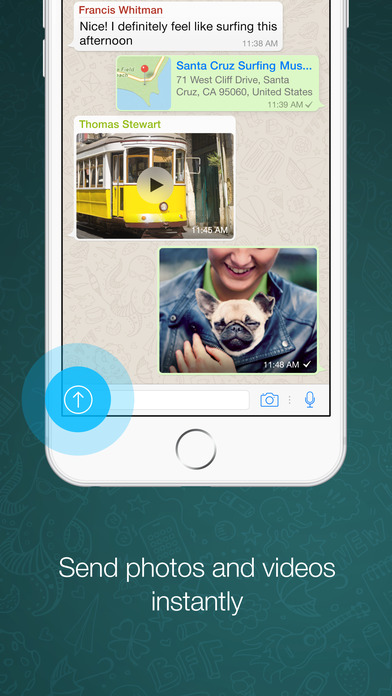 Francis Whitman
Nice! I definitely feel like surfing this
afternoon
11:38 AM
Santa Cruz Surfing Mus...
71 West Cliff Drive, Santa
Cruz, CA 95060, United States
11:39 AM
Thomas Stewart
11:45 AM
11:48 AM
Send photos and videos
instantly
BFF